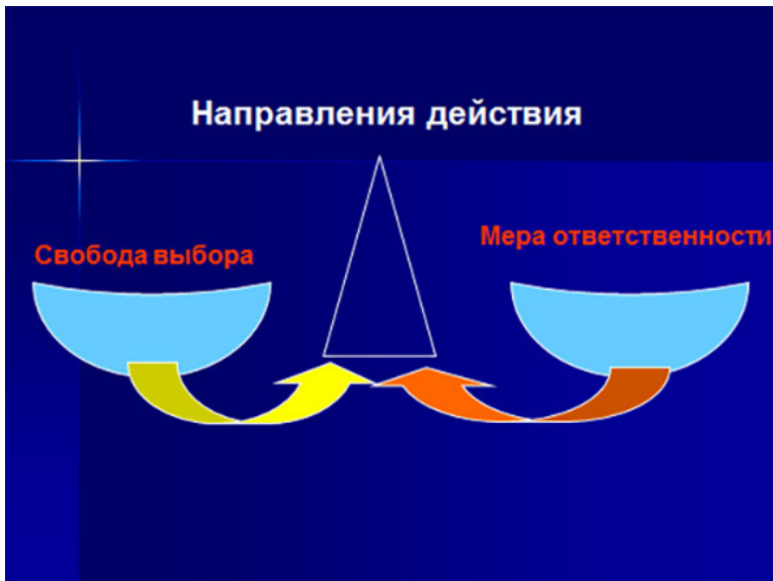 Направления действия
Свобода выбора
Мера ответственности